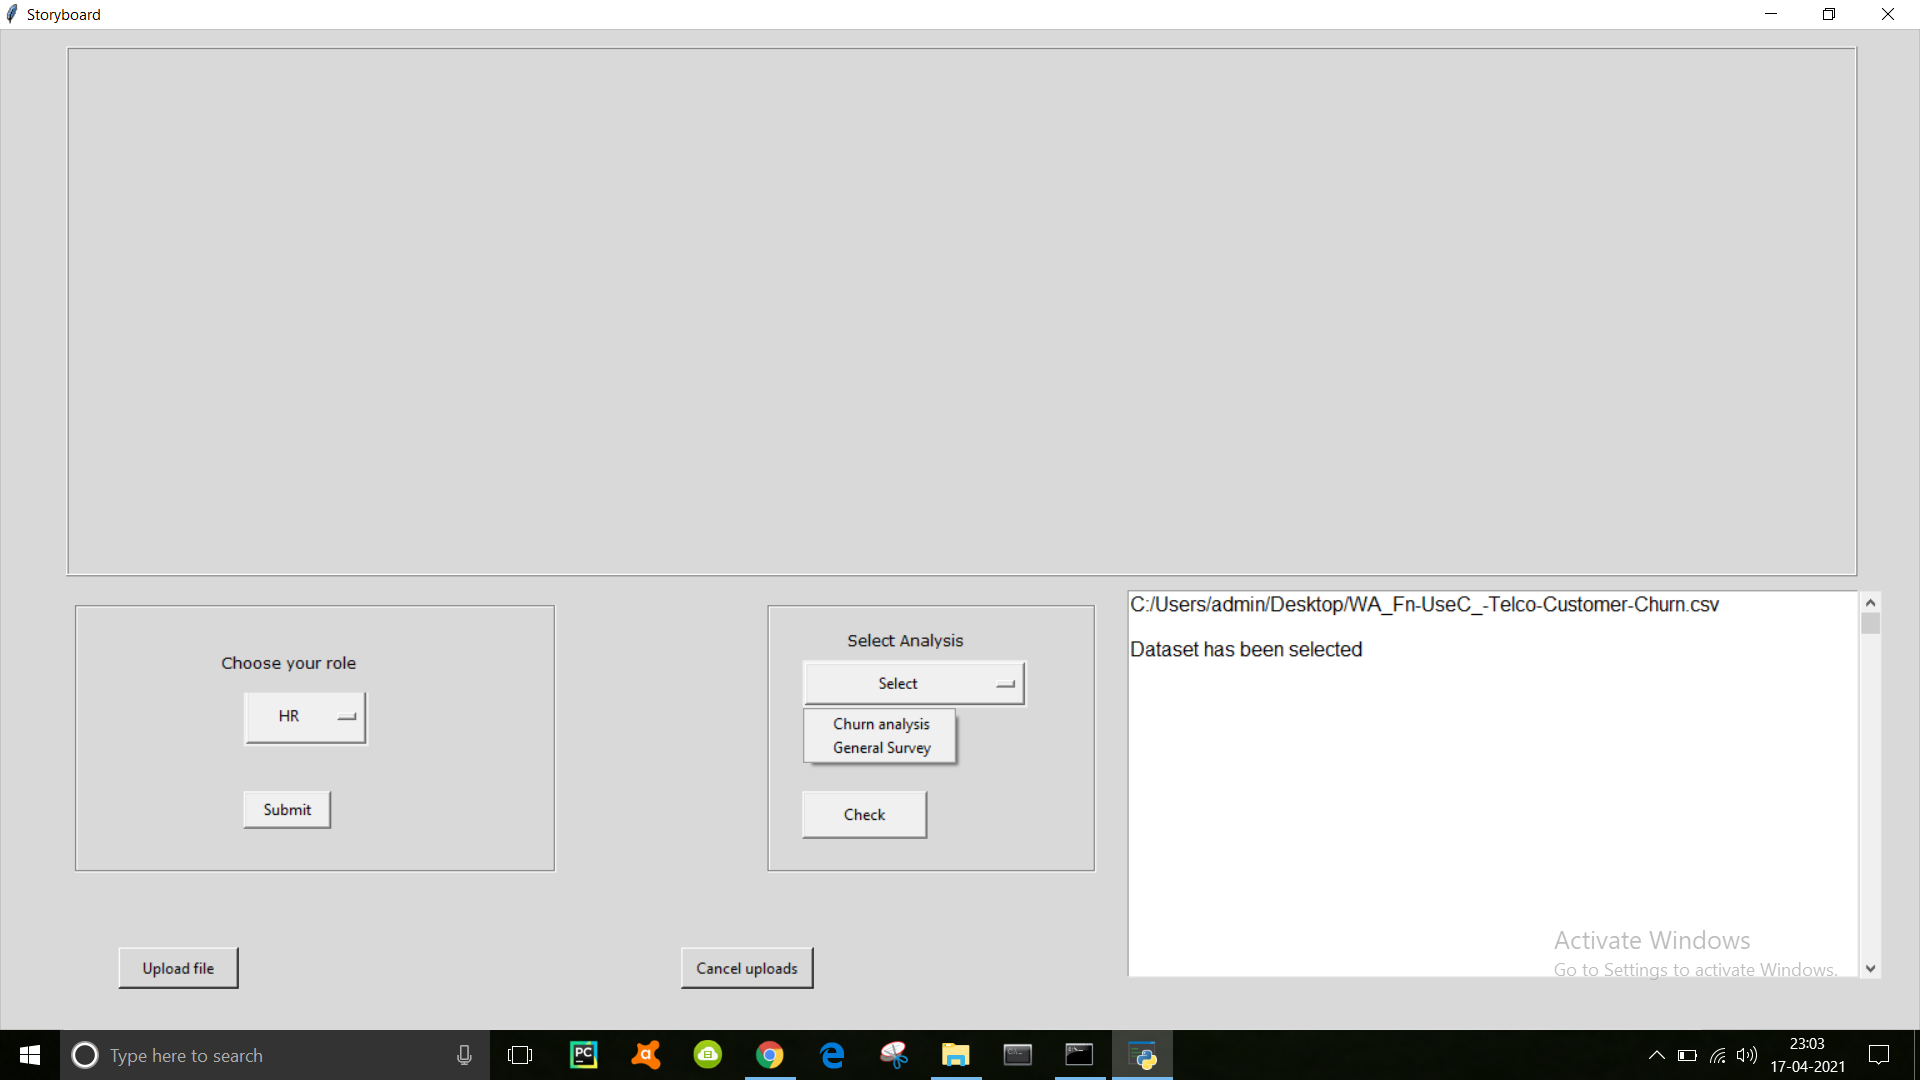 Storyboard
Choose your role
HR
Submit
Select Analysis
Select
Churn analysis
General Survey
Check
C:/Users/admin/Desktop/WA_Fn-UseC_-Telco-Customer-Churn.csv
Dataset has been selected
Activate Windows
Go to Settings to activate Windows.
Upload file
Cancel uploads
Type here to search
PC
23:03
17-04-2021